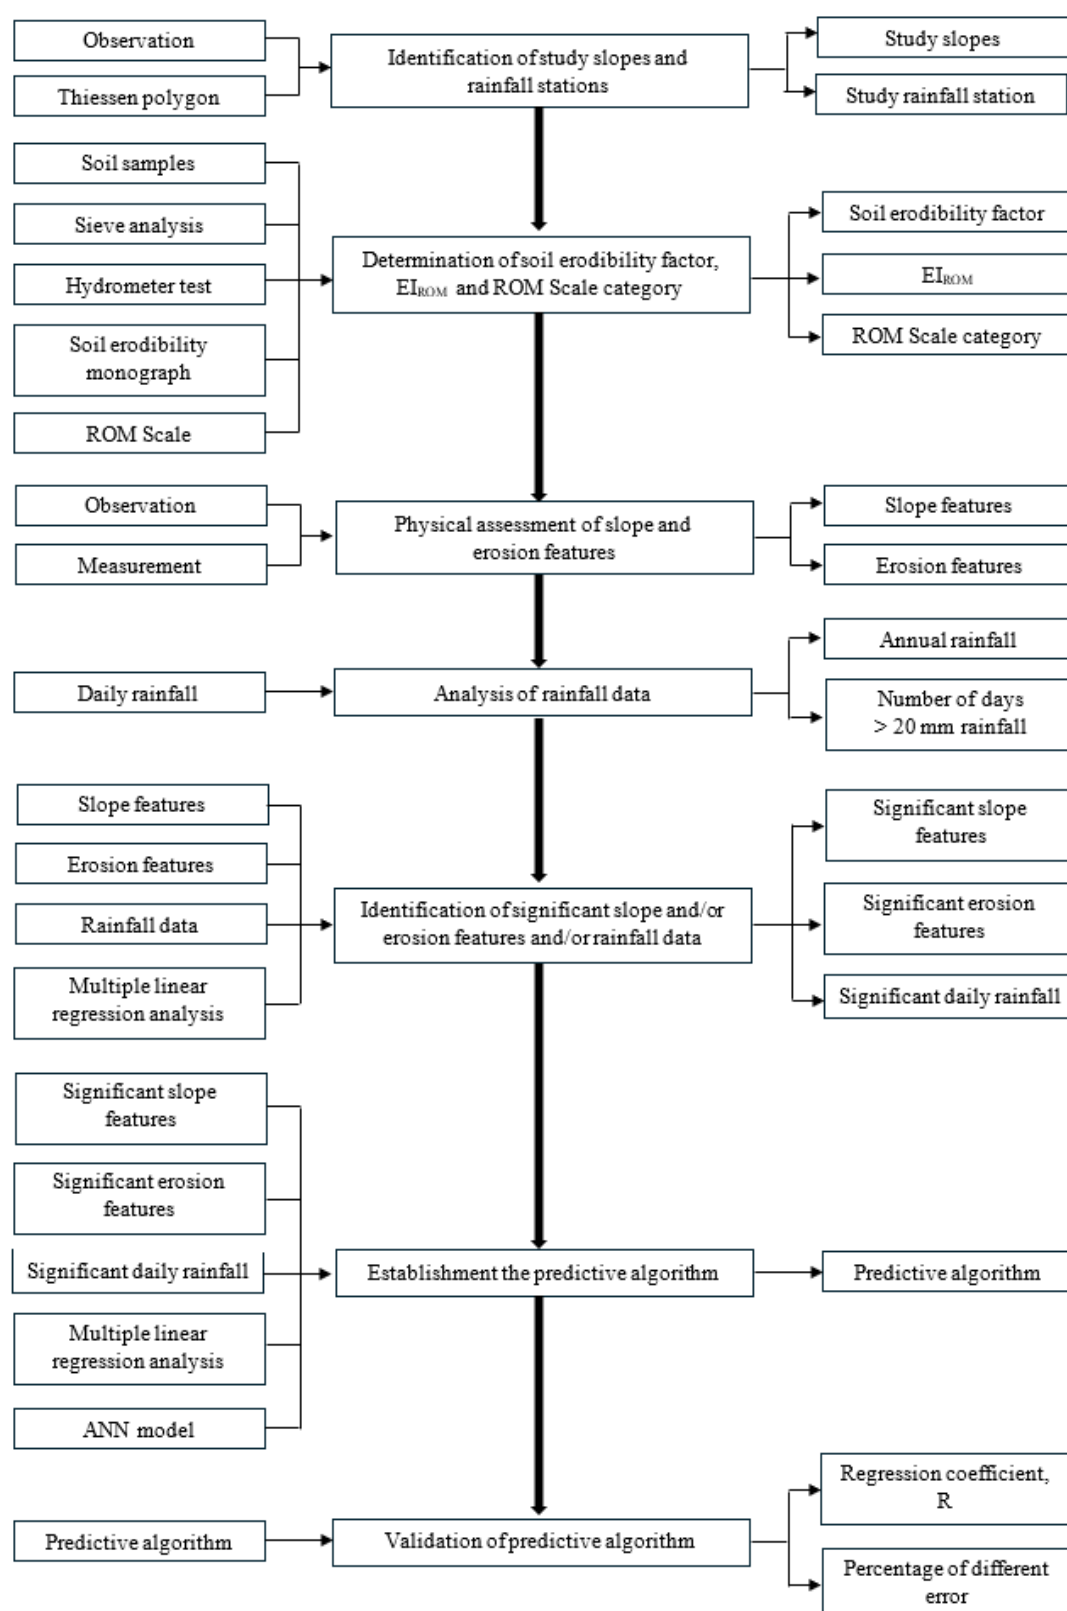 Observation
Thiessen polygon
Identification of study slopes and
rainfall stations
Study slopes
Study rainfall station
Soil samples
Sieve analysis
Hydrometer test
Soil erodibility
monograph
ROM Scale
Determination of soil erodibility factor,
EIROM and ROM Scale category
Soil erodibility factor
EIROM
ROM Scale category
Observation
Measurement
Physical assessment of slope and
erosion features
Slope features
Erosion features
Daily rainfall
Analysis of rainfall data
Annual rainfall
Number of days
> 20 mm rainfall
Slope features
Erosion features
Rainfall data
Multiple linear
regression analysis
Identification of significant slope and/or
erosion features and/or rainfall data
Significant slope
features
Significant erosion
features
Significant daily rainfall
Significant slope
features
Significant erosion
features
Significant daily rainfall
Multiple linear
regression analysis
ANN model
Establishment the predictive algorithm
Predictive algorithm
Predictive algorithm
Validation of predictive algorithm
Regression coefficient,
R
Percentage of different
error